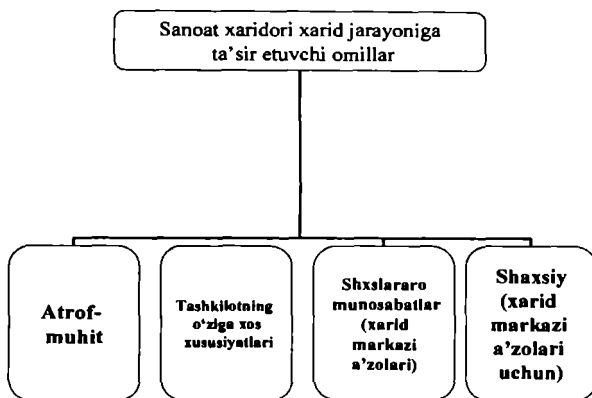 Sanoat xaridori xarid jarayoniga
ta'sir etuvchi omillar
Atrof-
muhit
Tashkilotning
o'ziga xos
xususiyatlari
Shxslararo
munosabatlar
(xarid
markazi
a'zolari)
Shaxsiy
(xarid
markazi
a'zolari
uchun)